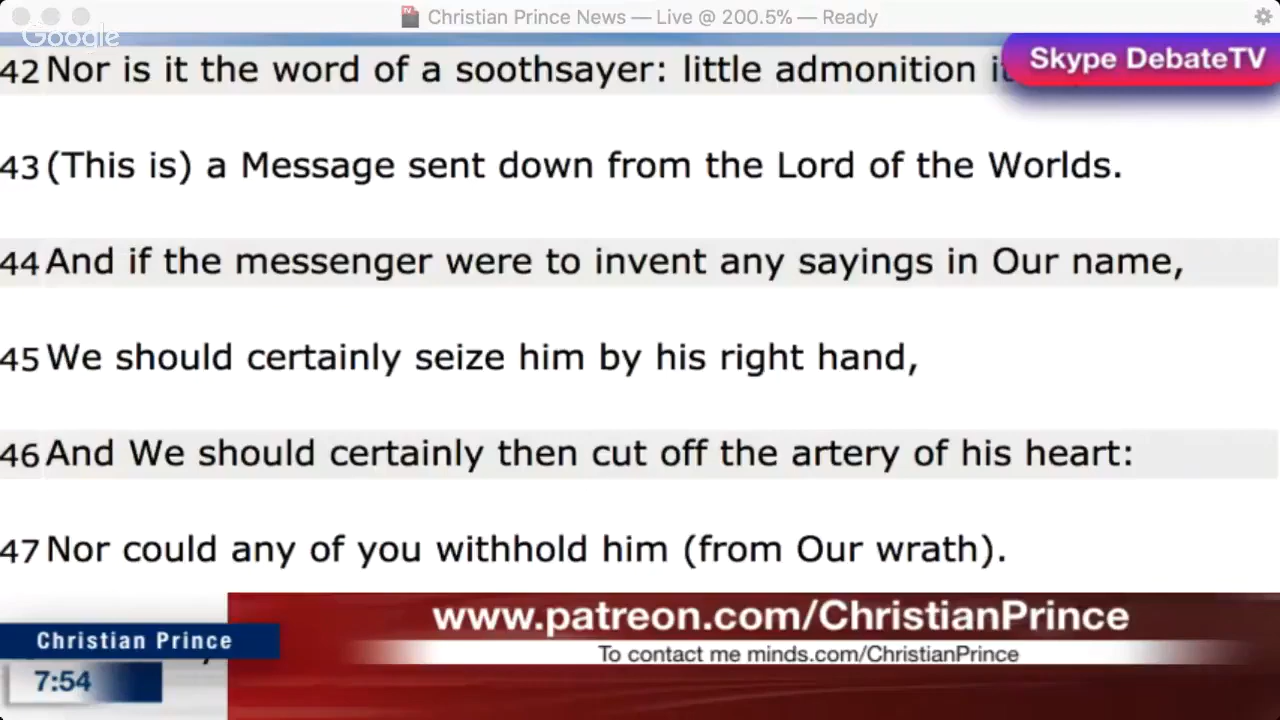 Christian Prince News — Live @ 200.5% — Ready
Google
42 Nor is it the word of a soothsayer: little admonition
Skype DebateTV
43 (This is) a Message sent down from the Lord of the Worlds.
44 And if the messenger were to invent any sayings in Our name,
45 We should certainly seize him by his right hand,
46 And We should certainly then cut off the artery of his heart:
47 Nor could any of you withhold him (from Our wrath).
www.patreon.com/ChristianPrince
Christian Prince
To contact me minds.com/ChristianPrince
7:54